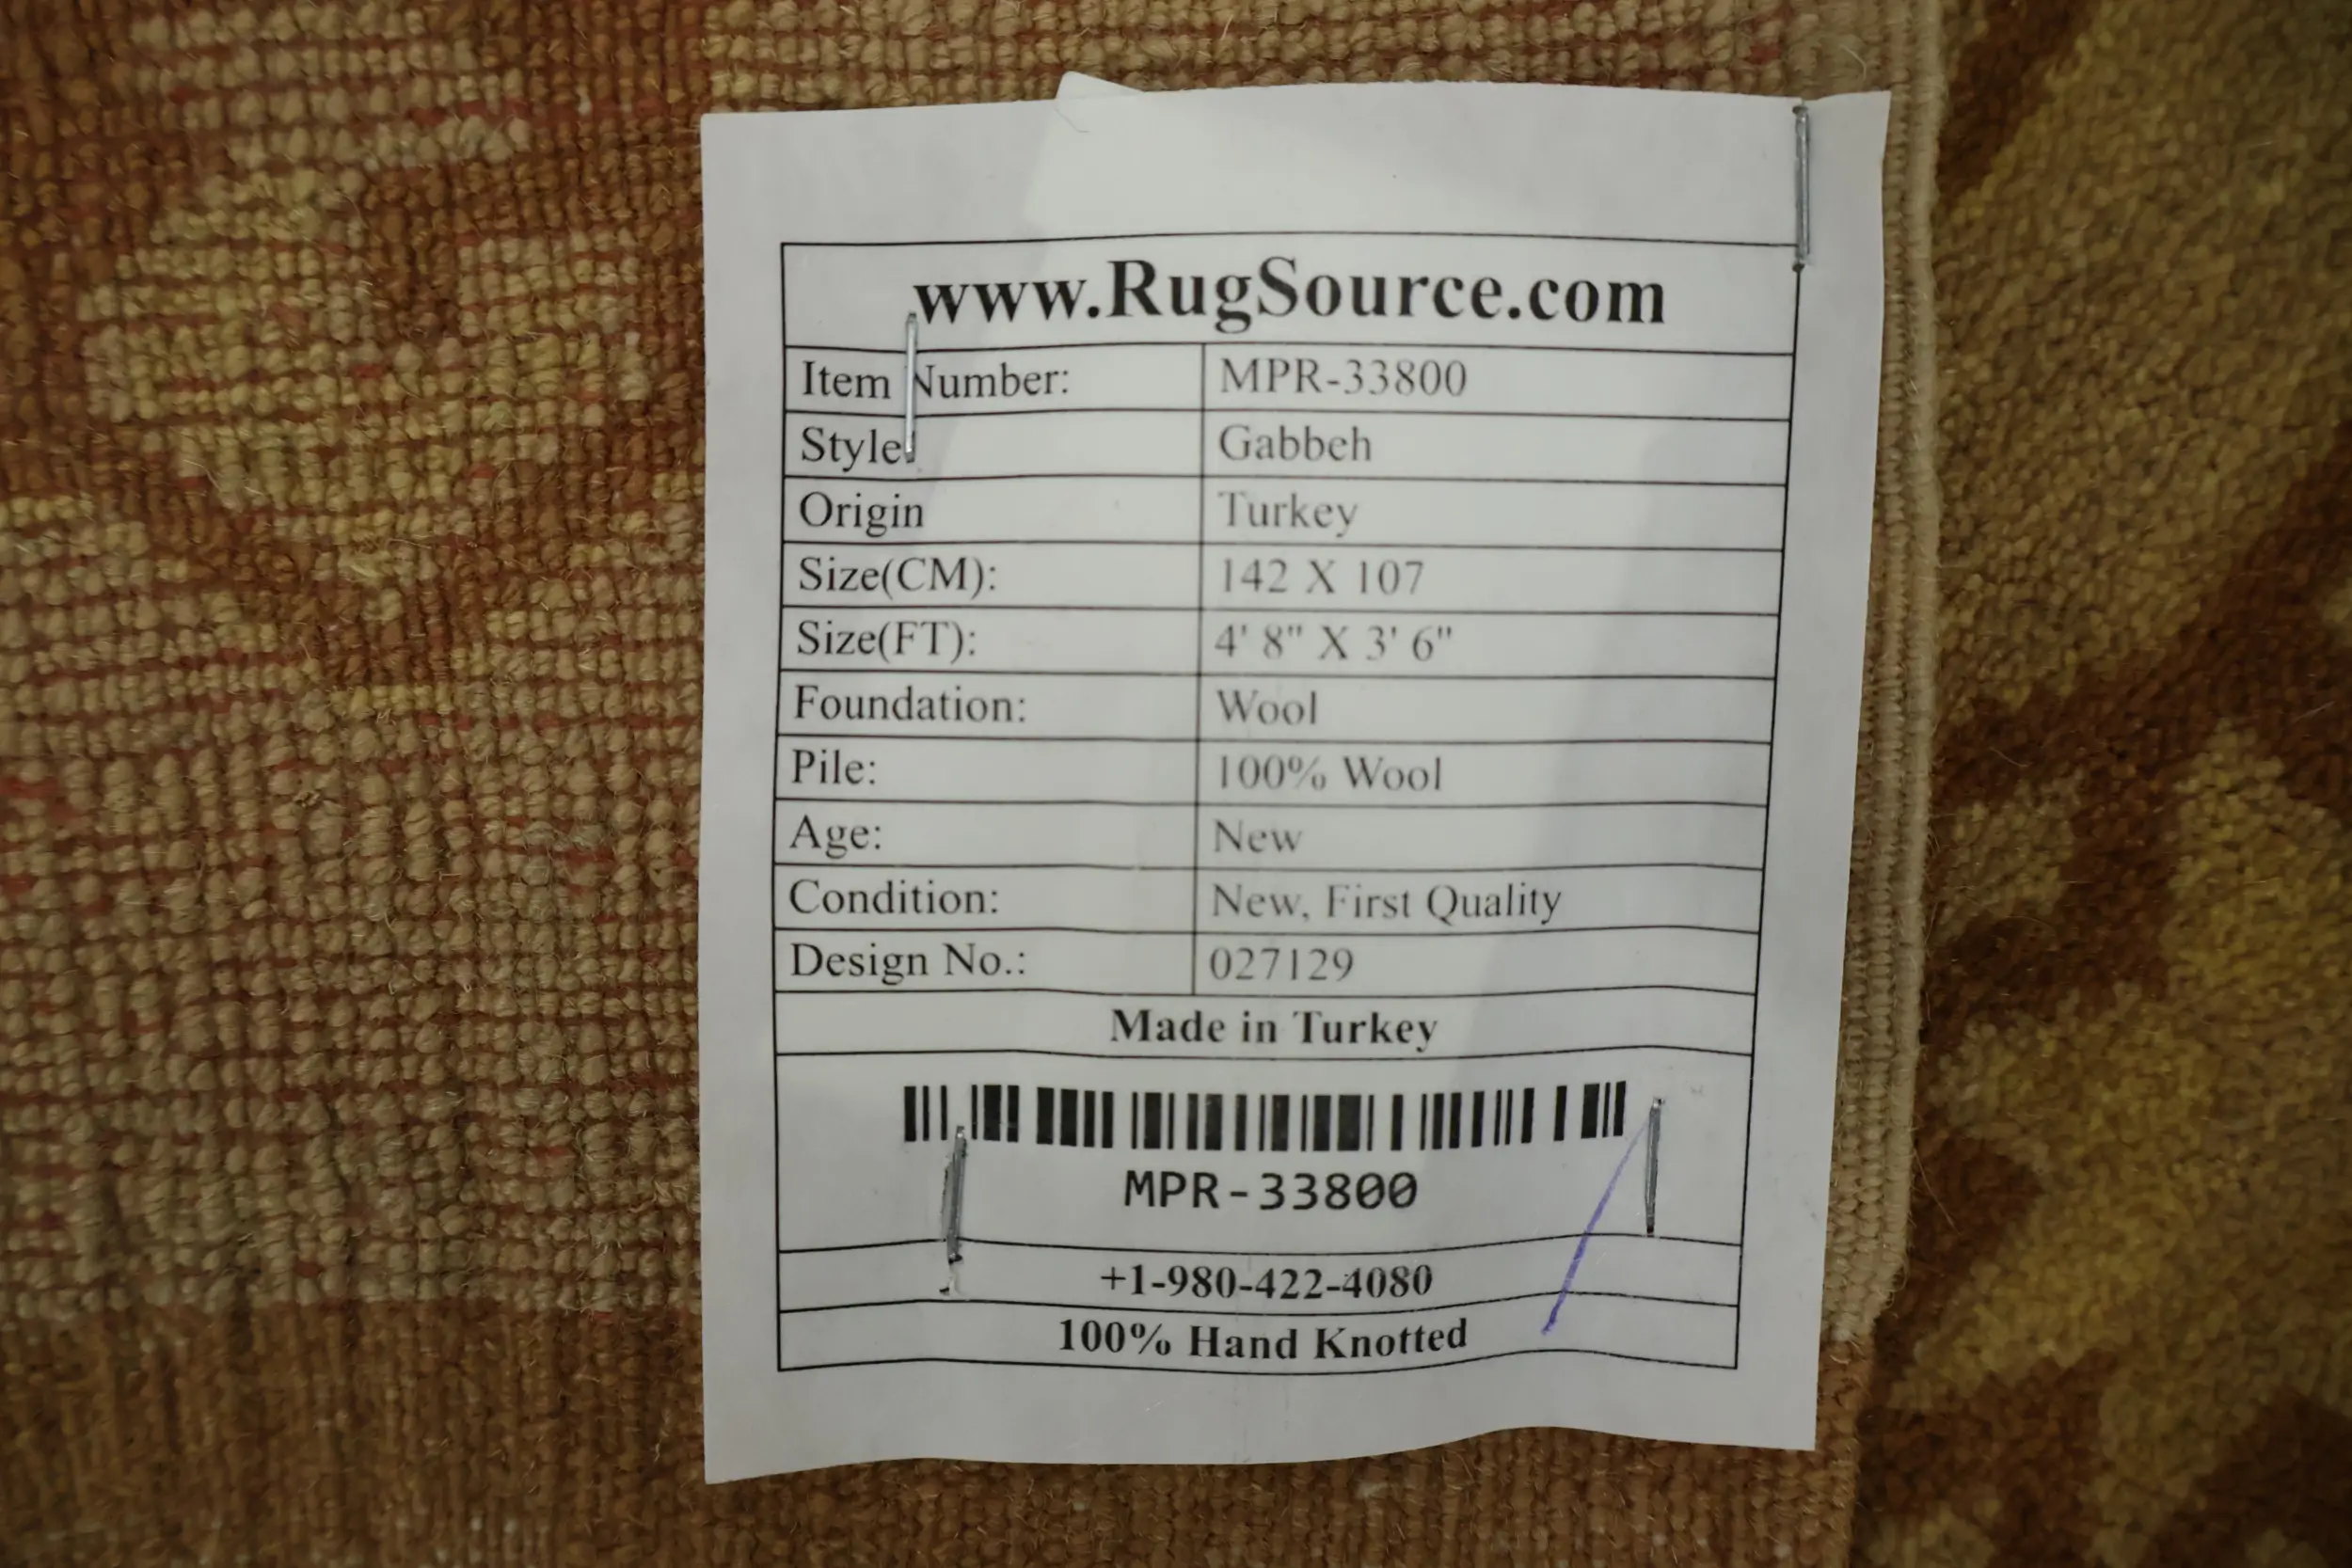 www.RugSource.com
Item Number: MPR-33800
Style: Gabbeh
Origin Turkey
Size(CM): 142 X 107
Size(FT): 4' 8" X 3' 6"
Foundation: Wool
Pile: 100% Wool
Age: New
Condition: New, First Quality
Design No.: 027129
Made in Turkey
MPR-33800
+1-980-422-4080
100% Hand Knotted